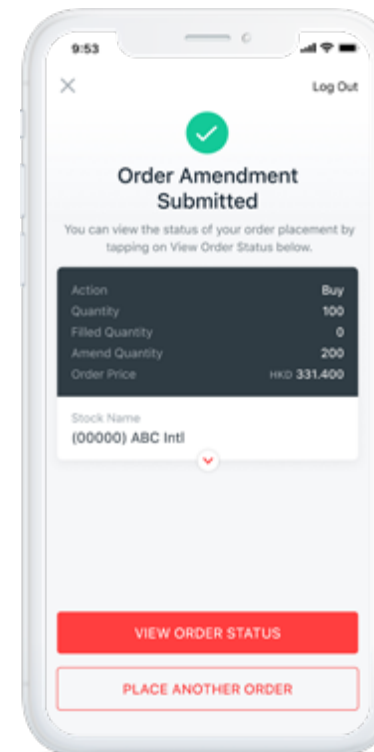 9:53
Log Out
Order Amendment
Submitted
You can view the status of your order placement by
tapping on View Order Status below.
Action Buy
Quantity 100
Filled Quantity 0
Amend Quantity 200
Order Price HKD 331.400
Stock Name
(00000) ABC Intl
VIEW ORDER STATUS
PLACE ANOTHER ORDER